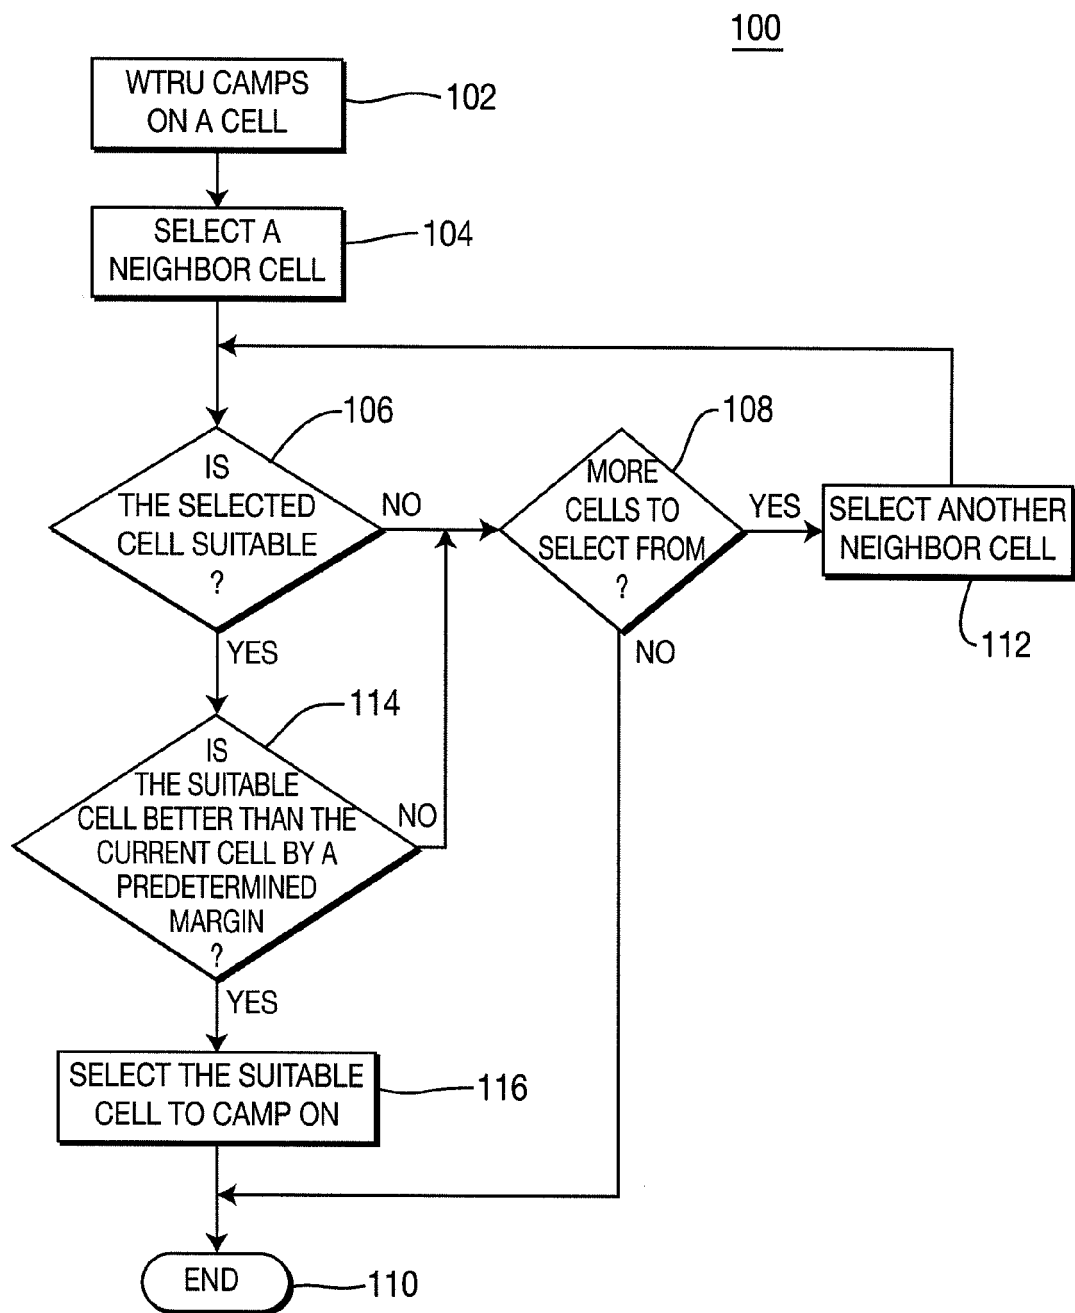 100
WTRU CAMPS
ON A CELL
102
SELECT A
NEIGHBOR CELL
104
106
IS
THE SELECTED
CELL SUITABLE
?
NO
YES
108
MORE
CELLS TO
SELECT FROM
?
YES
NO
SELECT ANOTHER
NEIGHBOR CELL
112
114
IS
THE SUITABLE
CELL BETTER THAN THE
CURRENT CELL BY A
PREDETERMINED
MARGIN
?
NO
YES
SELECT THE SUITABLE
CELL TO CAMP ON
116
END
110